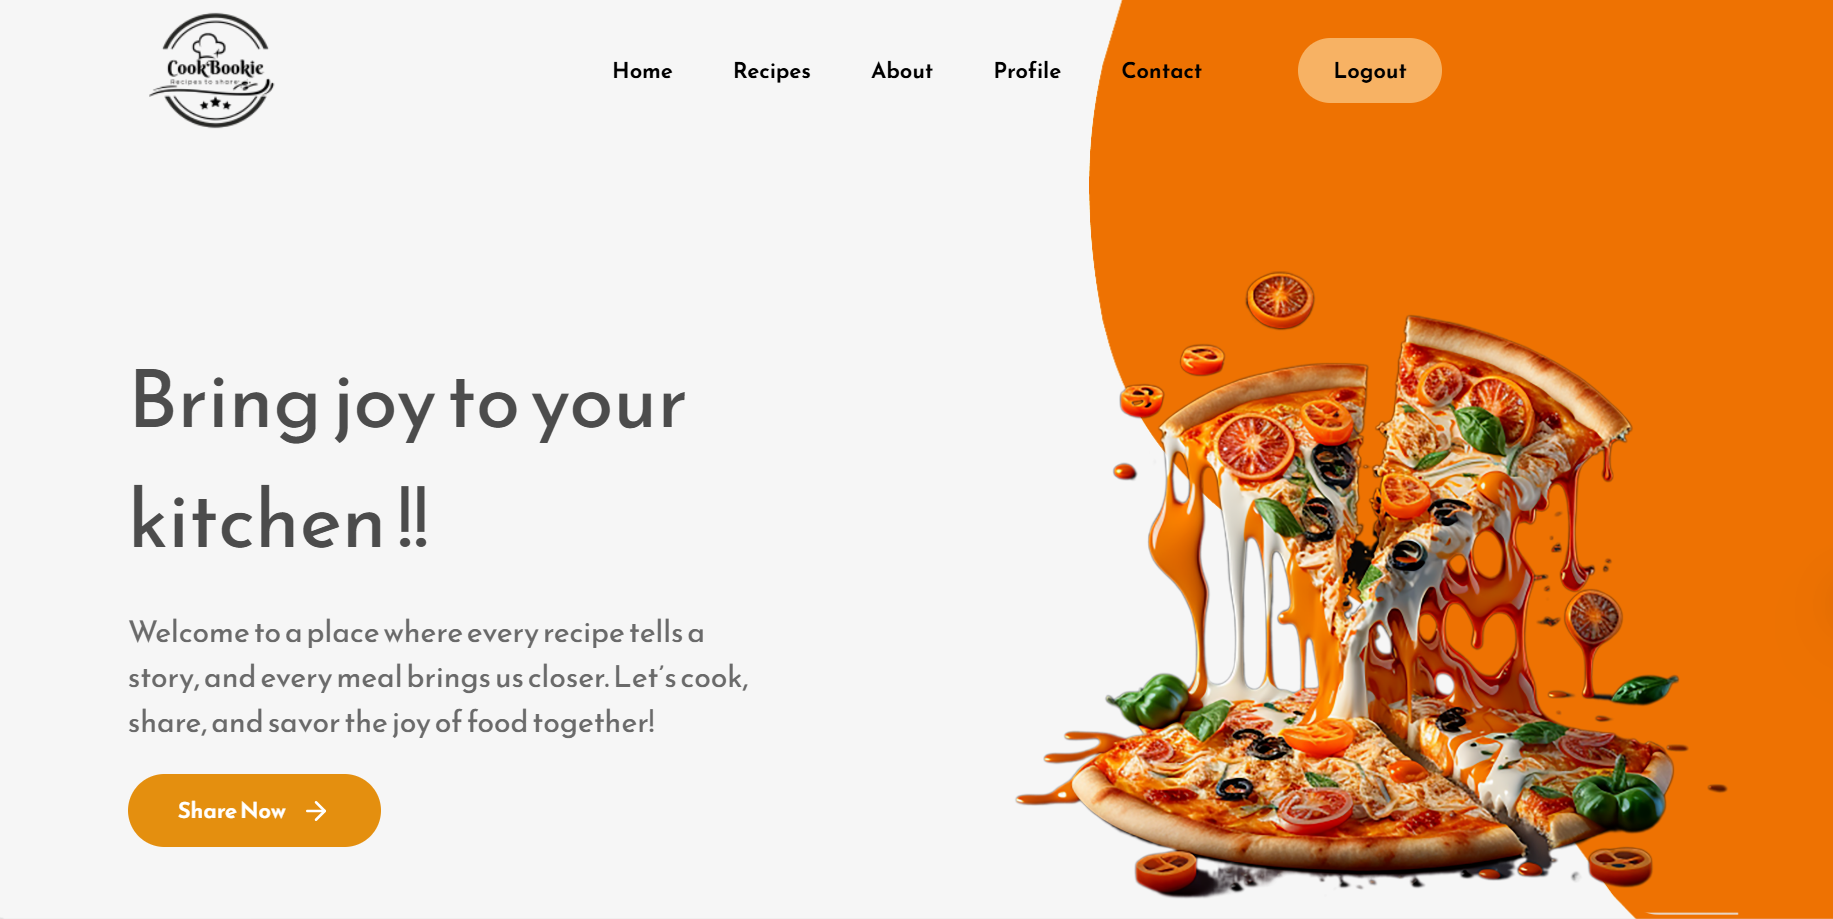 CookBookie
Recipes to share
Home
Recipes
About
Profile
Contact
Logout
Bring joy to your
kitchen !!
Welcome to a place where every recipe tells a
story, and every meal brings us closer. Let's cook,
share, and savor the joy of food together!
Share Now